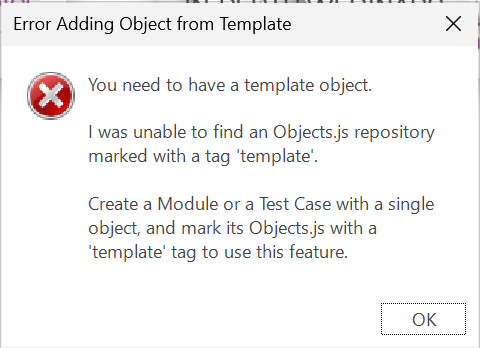 Error Adding Object from Template
You need to have a template object.
I was unable to find an Objects.js repository
marked with a tag 'template'.
Create a Module or a Test Case with a single
object, and mark its Objects.js with a
'template' tag to use this feature.
OK